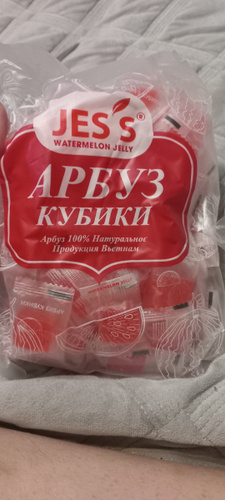 JES'S®
WATERMELON JELLY
АРБУЗ
КУБИКИ
Арбуз 100% Натуральное
Продукция Вьетнам